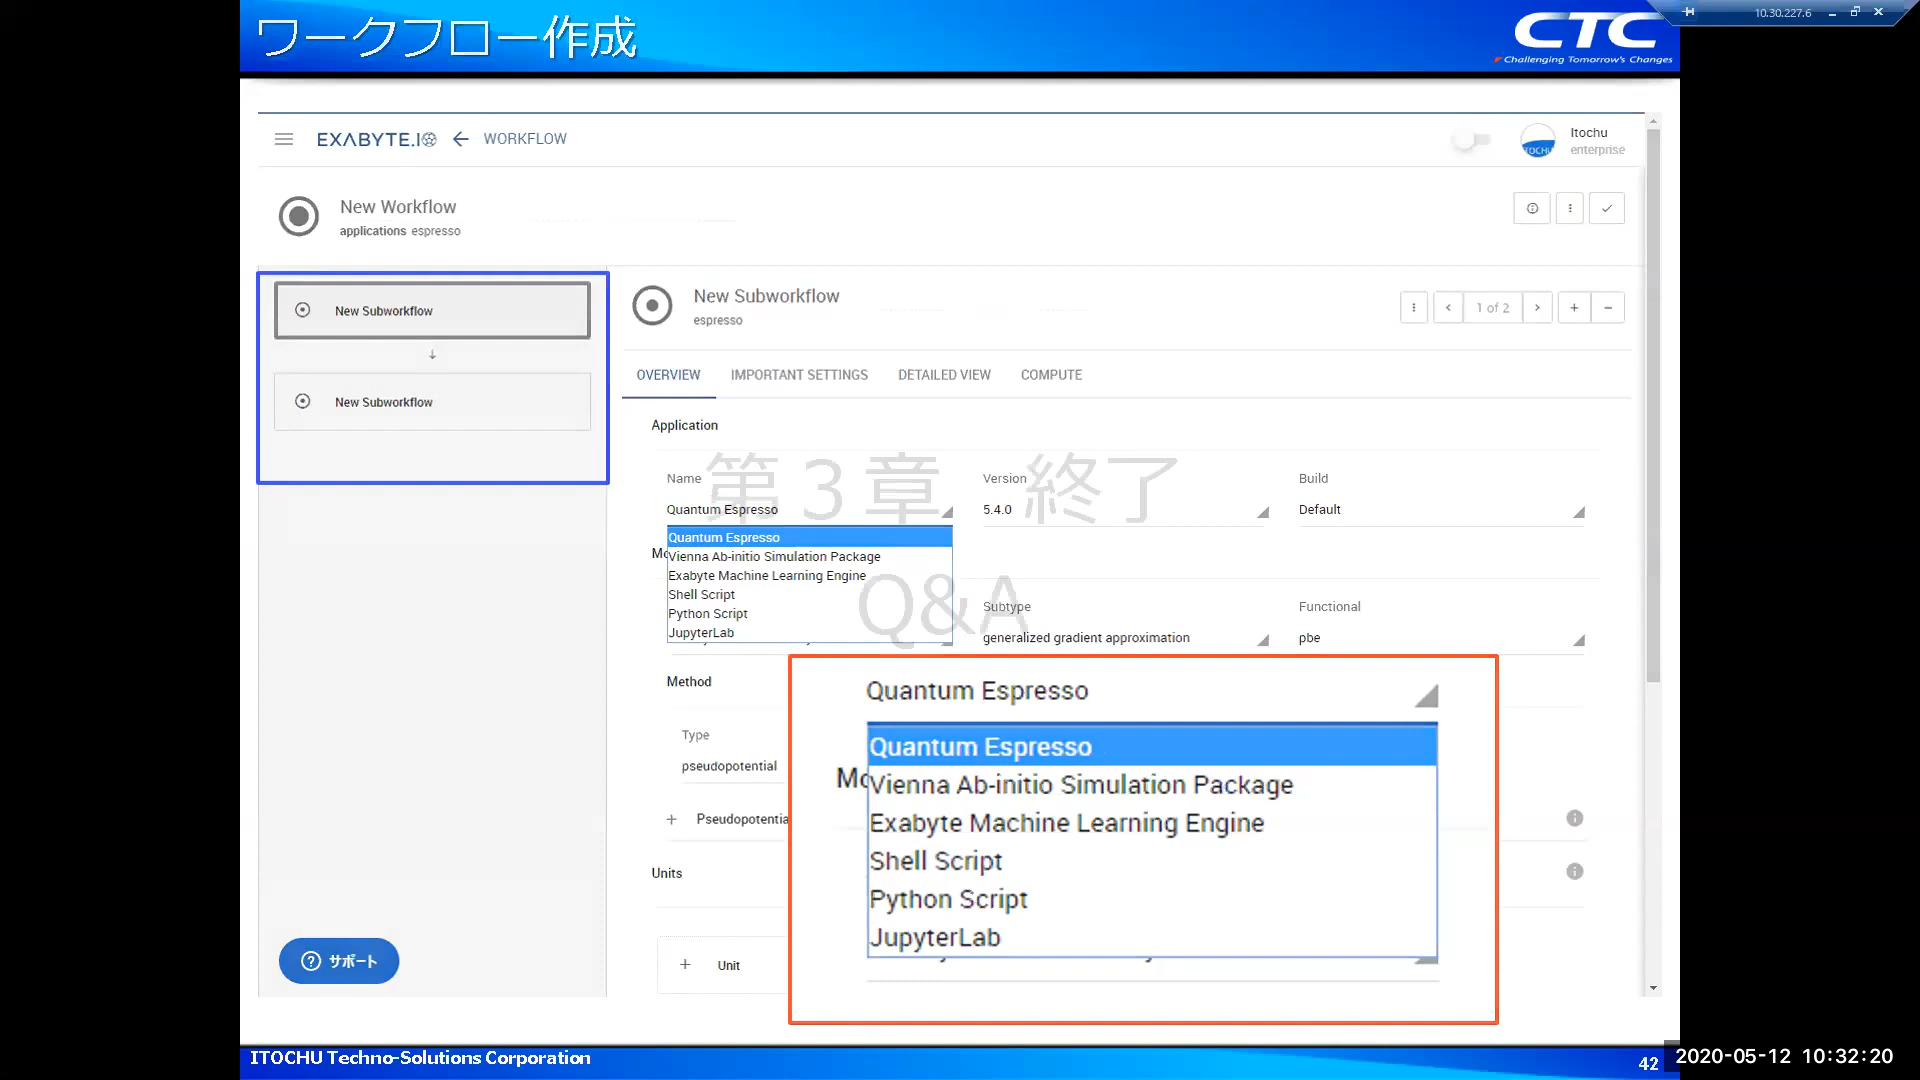 ワークフロー作成
CTC
Challenging Tomorrow's Changes
10.30.227.6
EXABYTE.IO
WORKFLOW
Itochu
enterprise
ITOCHU
New Workflow
applications espresso
New Subworkflow
New Subworkflow
New Subworkflow
espresso
1 of 2
OVERVIEW
IMPORTANT SETTINGS
DETAILED VIEW
COMPUTE
Application
第3章 終了
Q&A
Name
Version
Build
Quantum Espresso
5.4.0
Default
Quantum Espresso
Vienna Ab-initio Simulation Package
Exabyte Machine Learning Engine
Shell Script
Python Script
JupyterLab
Subtype
Functional
generalized gradient approximation
pbe
Method
Type
pseudopotential
+ Pseudopotentia
Units
+ Unit
Quantum Espresso
Quantum Espresso
Vienna Ab-initio Simulation Package
Exabyte Machine Learning Engine
Shell Script
Python Script
JupyterLab
サポート
ITOCHU Techno-Solutions Corporation
42
2020-05-12 10:32:20